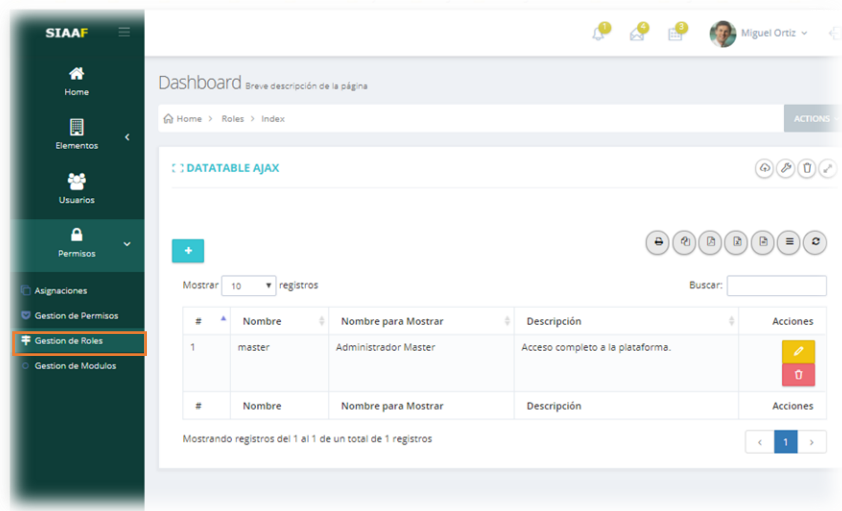 SIAAF
1 4 3 Miguel Ortiz
Home
Dashboard Breve descripción de la página
Home > Roles > Index
ACTIONS
Elementos
DATATABLE AJAX
Usuarios
Permisos
+
Asignaciones
Mostrar 10 registros
Buscar:
Gestion de Permisos
# Nombre Nombre para Mostrar Descripción Acciones
Gestion de Roles
1 master Administrador Master Acceso completo a la plataforma.
Gestion de Modulos
# Nombre Nombre para Mostrar Descripción Acciones
Mostrando registros del 1 al 1 de un total de 1 registros
< 1 >